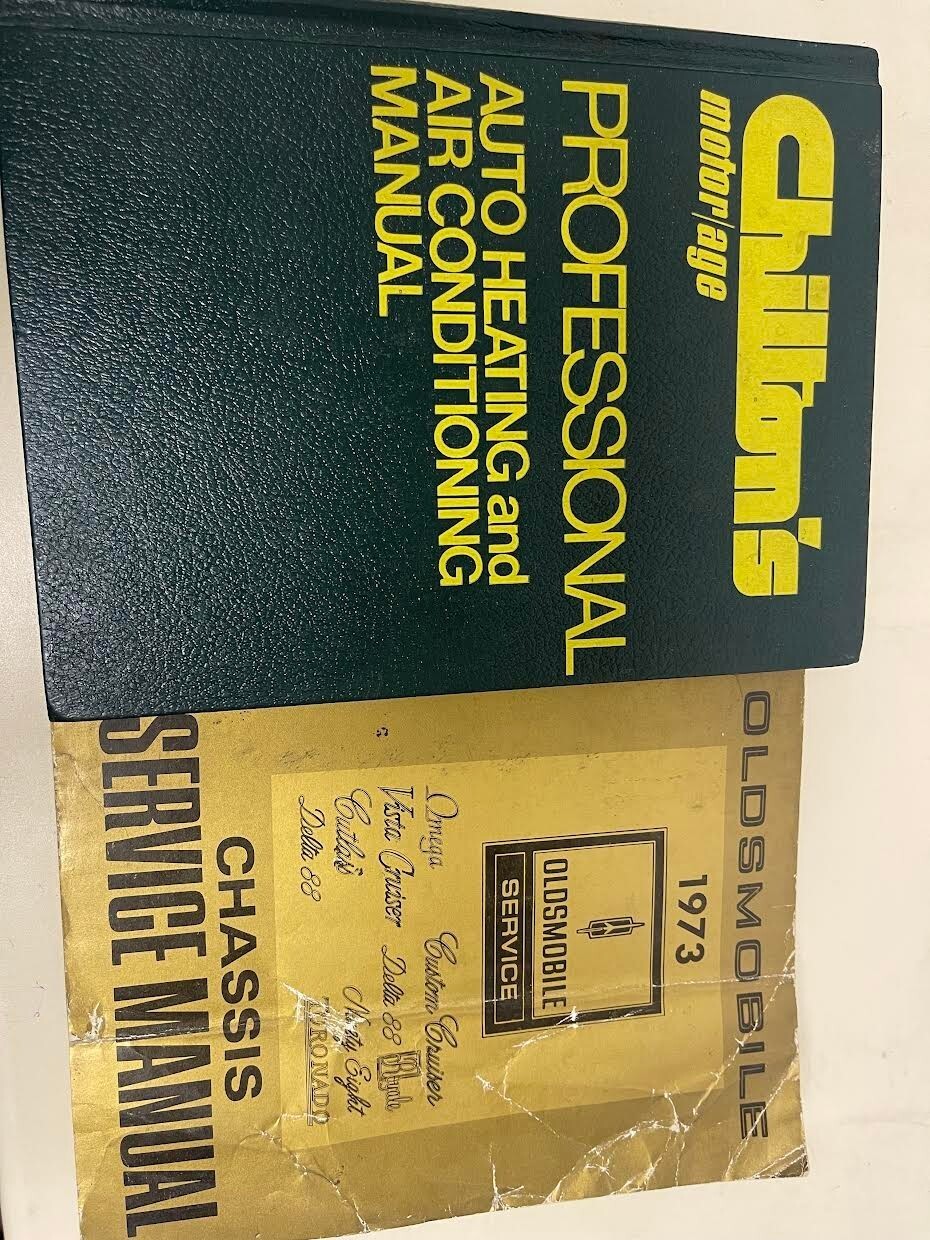 Chilton's
motor/age
PROFESSIONAL
AUTO HEATING and
AIR CONDITIONING
MANUAL
OLDSMOBILE
1973
OLDSMOBILE
SERVICE
Omega
Custom Cruiser
Vista Cruiser
Delta 88 Royale
Cutlass
Ninety Eight
Delta 88
TORONADO
CHASSIS
SERVICE MANUAL